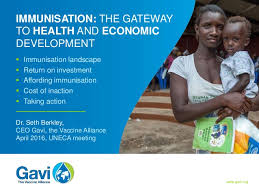 IMMUNISATION: THE GATEWAY
TO HEALTH AND ECONOMIC
DEVELOPMENT
Immunisation landscape
Return on investment
Affording immunisation
Cost of inaction
Taking action
Dr. Seth Berkley,
CEO Gavi, the Vaccine Alliance
April 2016, UNECA meeting
Gavi
The Vaccine Alliance
www.gavi.org